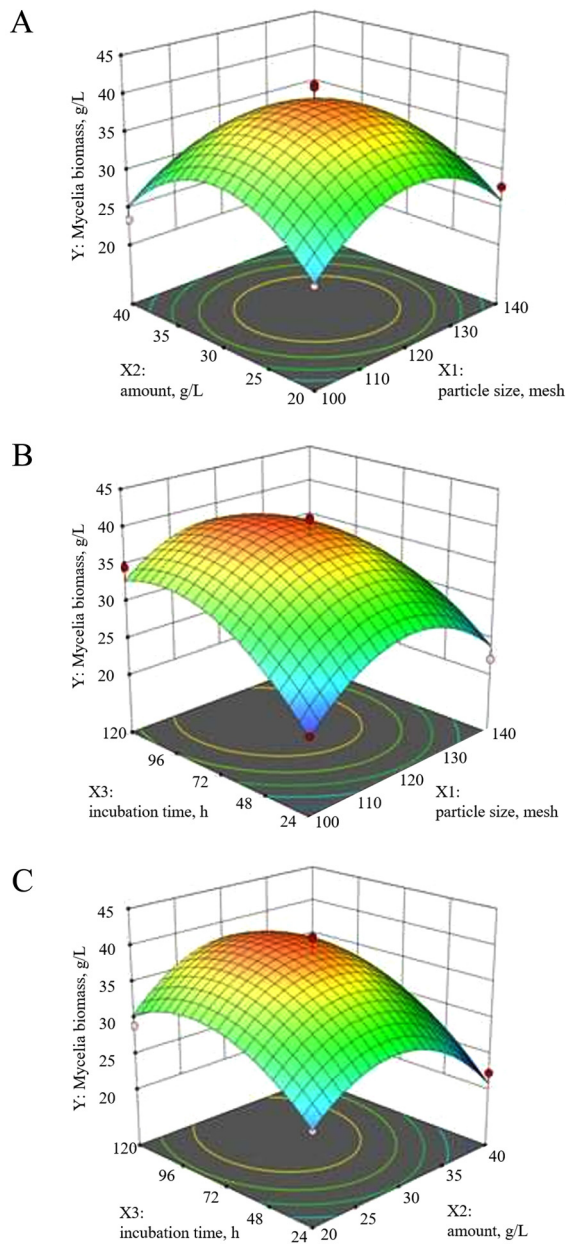 A
Y: Mycelia biomass, g/L
45
40
35
30
25
20
40
35
30
25
20
100
110
120
130
140
X2:
amount, g/L
X1:
particle size, mesh
B
Y: Mycelia biomass, g/L
45
40
35
30
25
20
120
96
72
48
24
100
110
120
130
140
X3:
incubation time, h
X1:
particle size, mesh
C
Y: Mycelia biomass, g/L
45
40
35
30
25
20
120
96
72
48
24
20
25
30
35
40
X3:
incubation time, h
X2:
amount, g/L